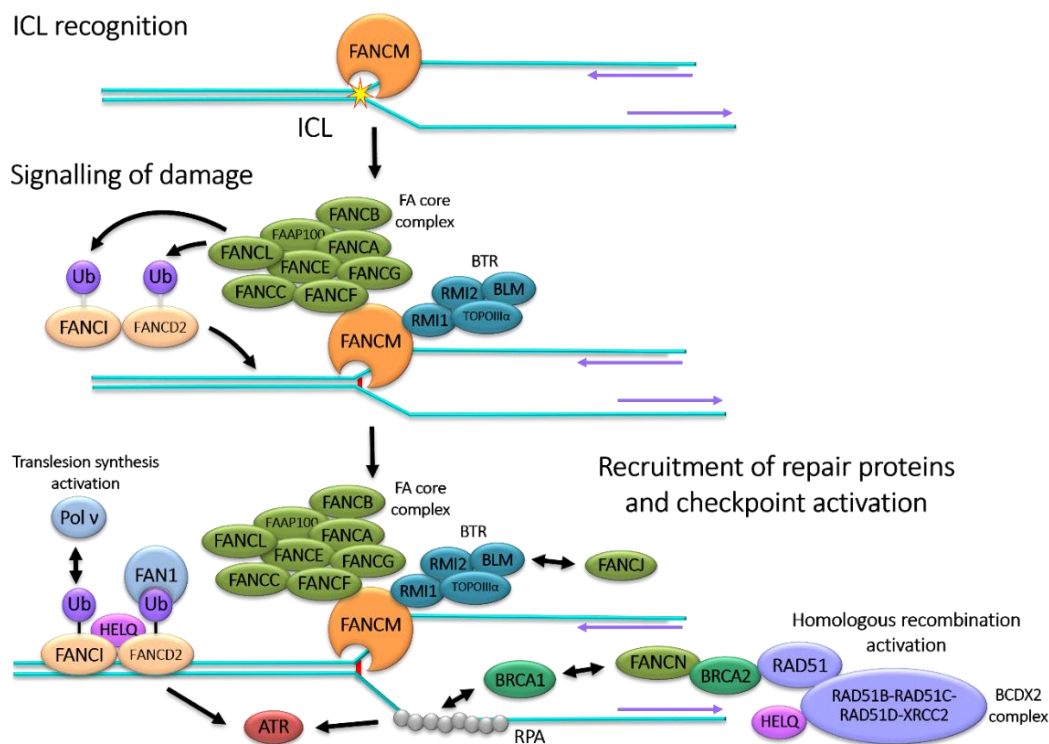 ICL recognition
FANCM
ICL
Signalling of damage
FA core
complex
FANCB
FAAP100
FANCA
FANCL
FANCE
FANCG
FANCC
FANCF
BTR
RMI2
BLM
RMI1
TOPOIIIα
Ub
Ub
FANCI
FANCD2
FANCM
Translesion synthesis
activation
Pol ν
FAN1
Ub
Ub
HELQ
FANCI
FANCD2
FA core
complex
FANCB
FAAP100
FANCA
FANCL
FANCE
FANCG
FANCC
FANCF
FANCM
BTR
RMI2
BLM
RMI1
TOPOIIIα
FANCJ
Recruitment of repair proteins
and checkpoint activation
Homologous recombination
activation
ATR
RPA
BRCA1
FANCN
BRCA2
RAD51
RAD51B-RAD51C-
RAD51D-XRCC2
HELQ
BCDX2
complex